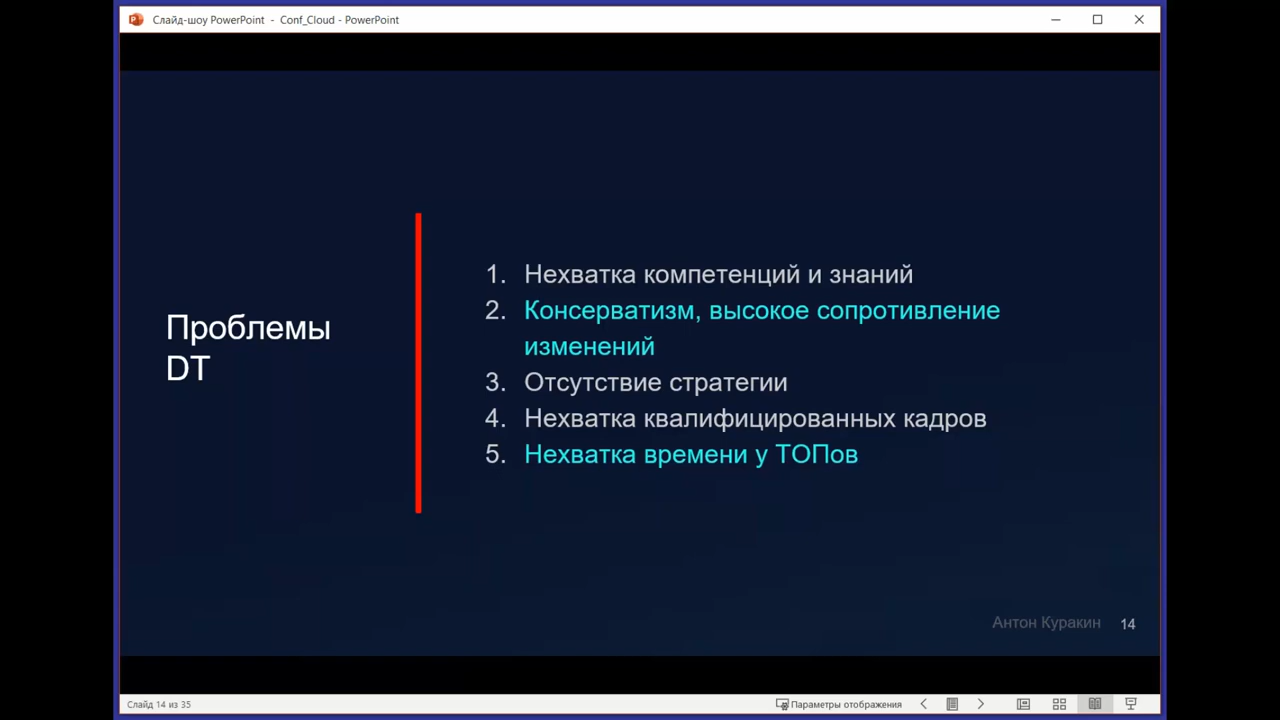 Слайд-шоу PowerPoint - Conf_Cloud - PowerPoint
Проблемы
DT
1. Нехватка компетенций и знаний
2. Консерватизм, высокое сопротивление
изменений
3. Отсутствие стратегии
4. Нехватка квалифицированных кадров
5. Нехватка времени у ТОПов
Антон Куракин 14
Слайд 14 из 35
Параметры отображения